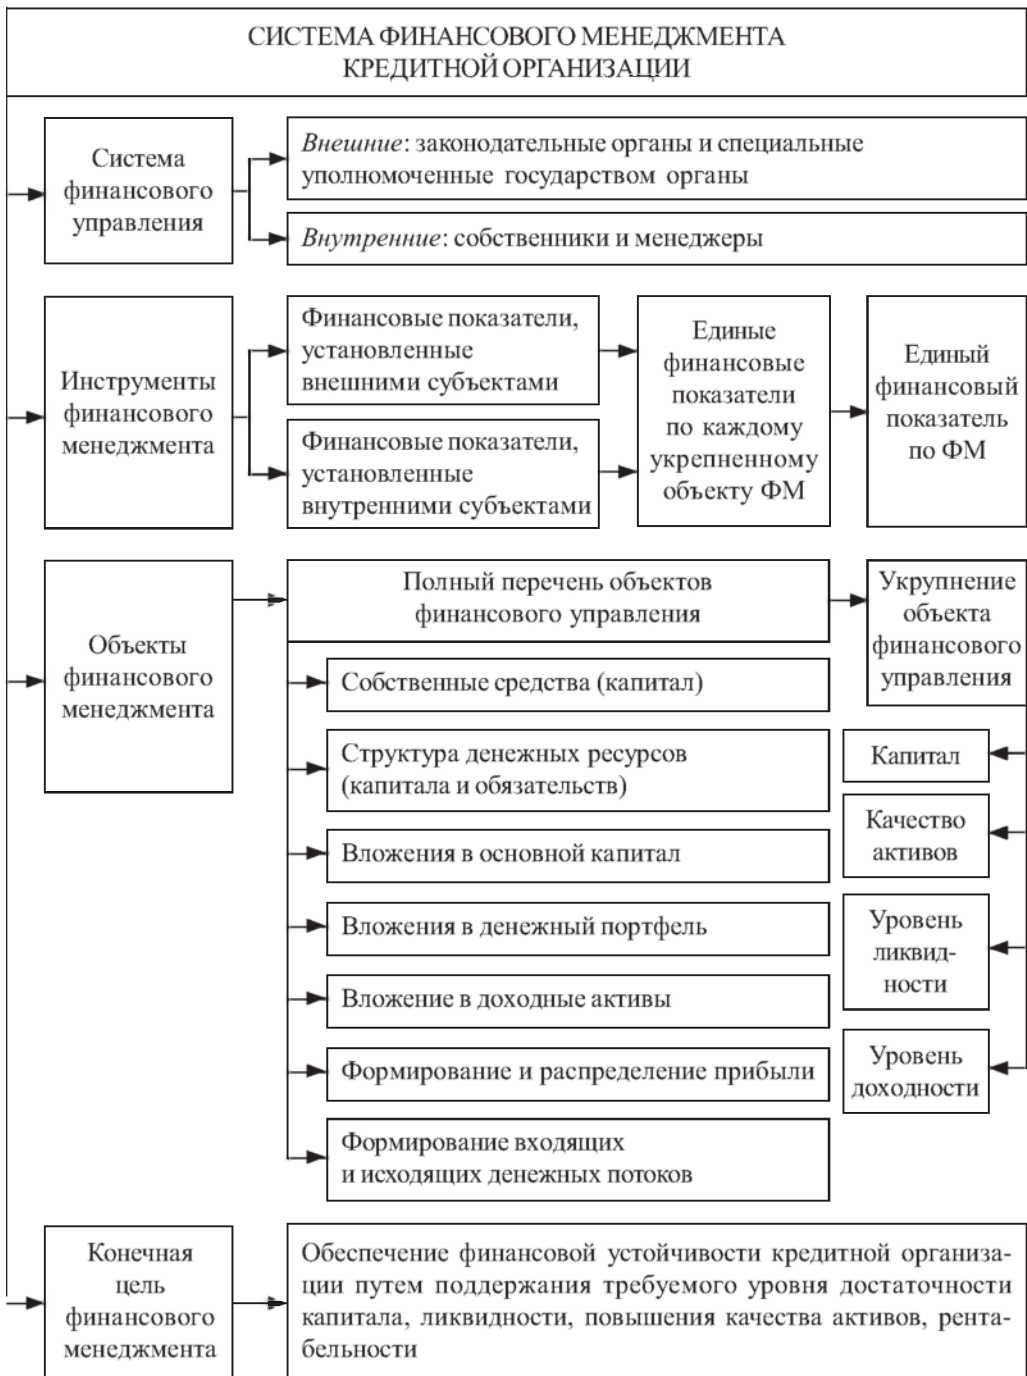 СИСТЕМА ФИНАНСОВОГО МЕНЕДЖМЕНТА
КРЕДИТНОЙ ОРГАНИЗАЦИИ
Система
финансового
управления
Внешние: законодательные органы и специальные
уполномоченные государством органы
Внутренние: собственники и менеджеры
Инструменты
финансового
менеджмента
Финансовые показатели,
установленные
внешними субъектами
Финансовые показатели,
установленные
внутренними субъектами
Единые
финансовые
показатели
по каждому
укрепненному
объекту ФМ
Единый
финансовый
показатель
по ФМ
Объекты
финансового
менеджмента
Полный перечень объектов
финансового управления
Собственные средства (капитал)
Структура денежных ресурсов
(капитала и обязательств)
Вложения в основной капитал
Вложения в денежный портфель
Вложение в доходные активы
Формирование и распределение прибыли
Формирование входящих
и исходящих денежных потоков
Укрупнение
объекта
финансового
управления
Капитал
Качество
активов
Уровень
ликвид-
ности
Уровень
доходности
Конечная
цель
финансового
менеджмента
Обеспечение финансовой устойчивости кредитной организа-
ции путем поддержания требуемого уровня достаточности
капитала, ликвидности, повышения качества активов, рента-
бельности